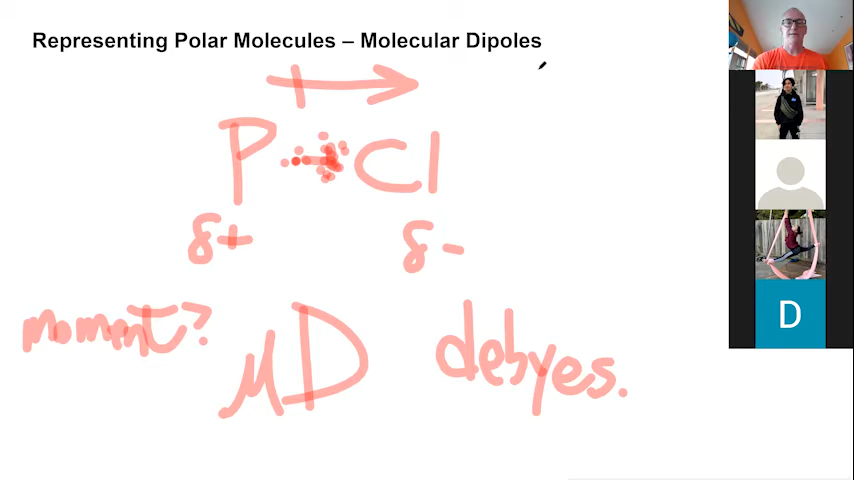 Representing Polar Molecules – Molecular Dipoles
P Cl
δ+ δ-
moment? μD debyes.
D